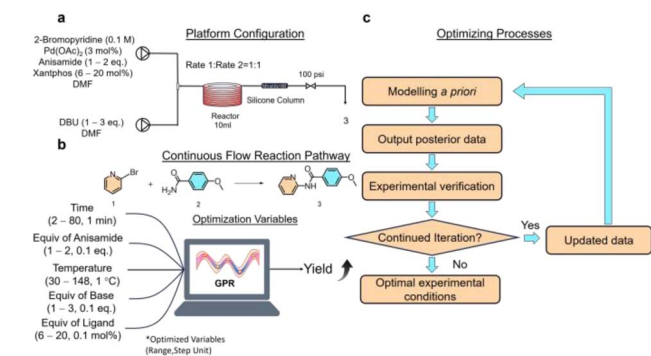 a
Platform Configuration
2-Bromopyridine (0.1 M)
Pd(OAc)2 (3 mol%)
Anisamide (1 – 2 eq.)
Xantphos (6 – 20 mol%)
DMF
DBU (1 – 3 eq.)
DMF
Rate 1:Rate 2=1:1
100 psi
Silicone Column
Reactor
10ml
3
b
Continuous Flow Reaction Pathway
N
Br
1
+
O
H2N
O
2
N
NH
O
O
3
Optimization Variables
Time
(2 – 80, 1 min)
Equiv of Anisamide
(1 – 2, 0.1 eq.)
Temperature
(30 – 148, 1 °C)
Equiv of Base
(1 – 3, 0.1 eq.)
Equiv of Ligand
(6 – 20, 0.1 mol%)
GPR
Yield
*Optimized Variables
(Range,Step Unit)
c
Optimizing Processes
Modelling a priori
Output posterior data
Experimental verification
Continued Iteration?
Yes
Updated data
No
Optimal experimental
conditions